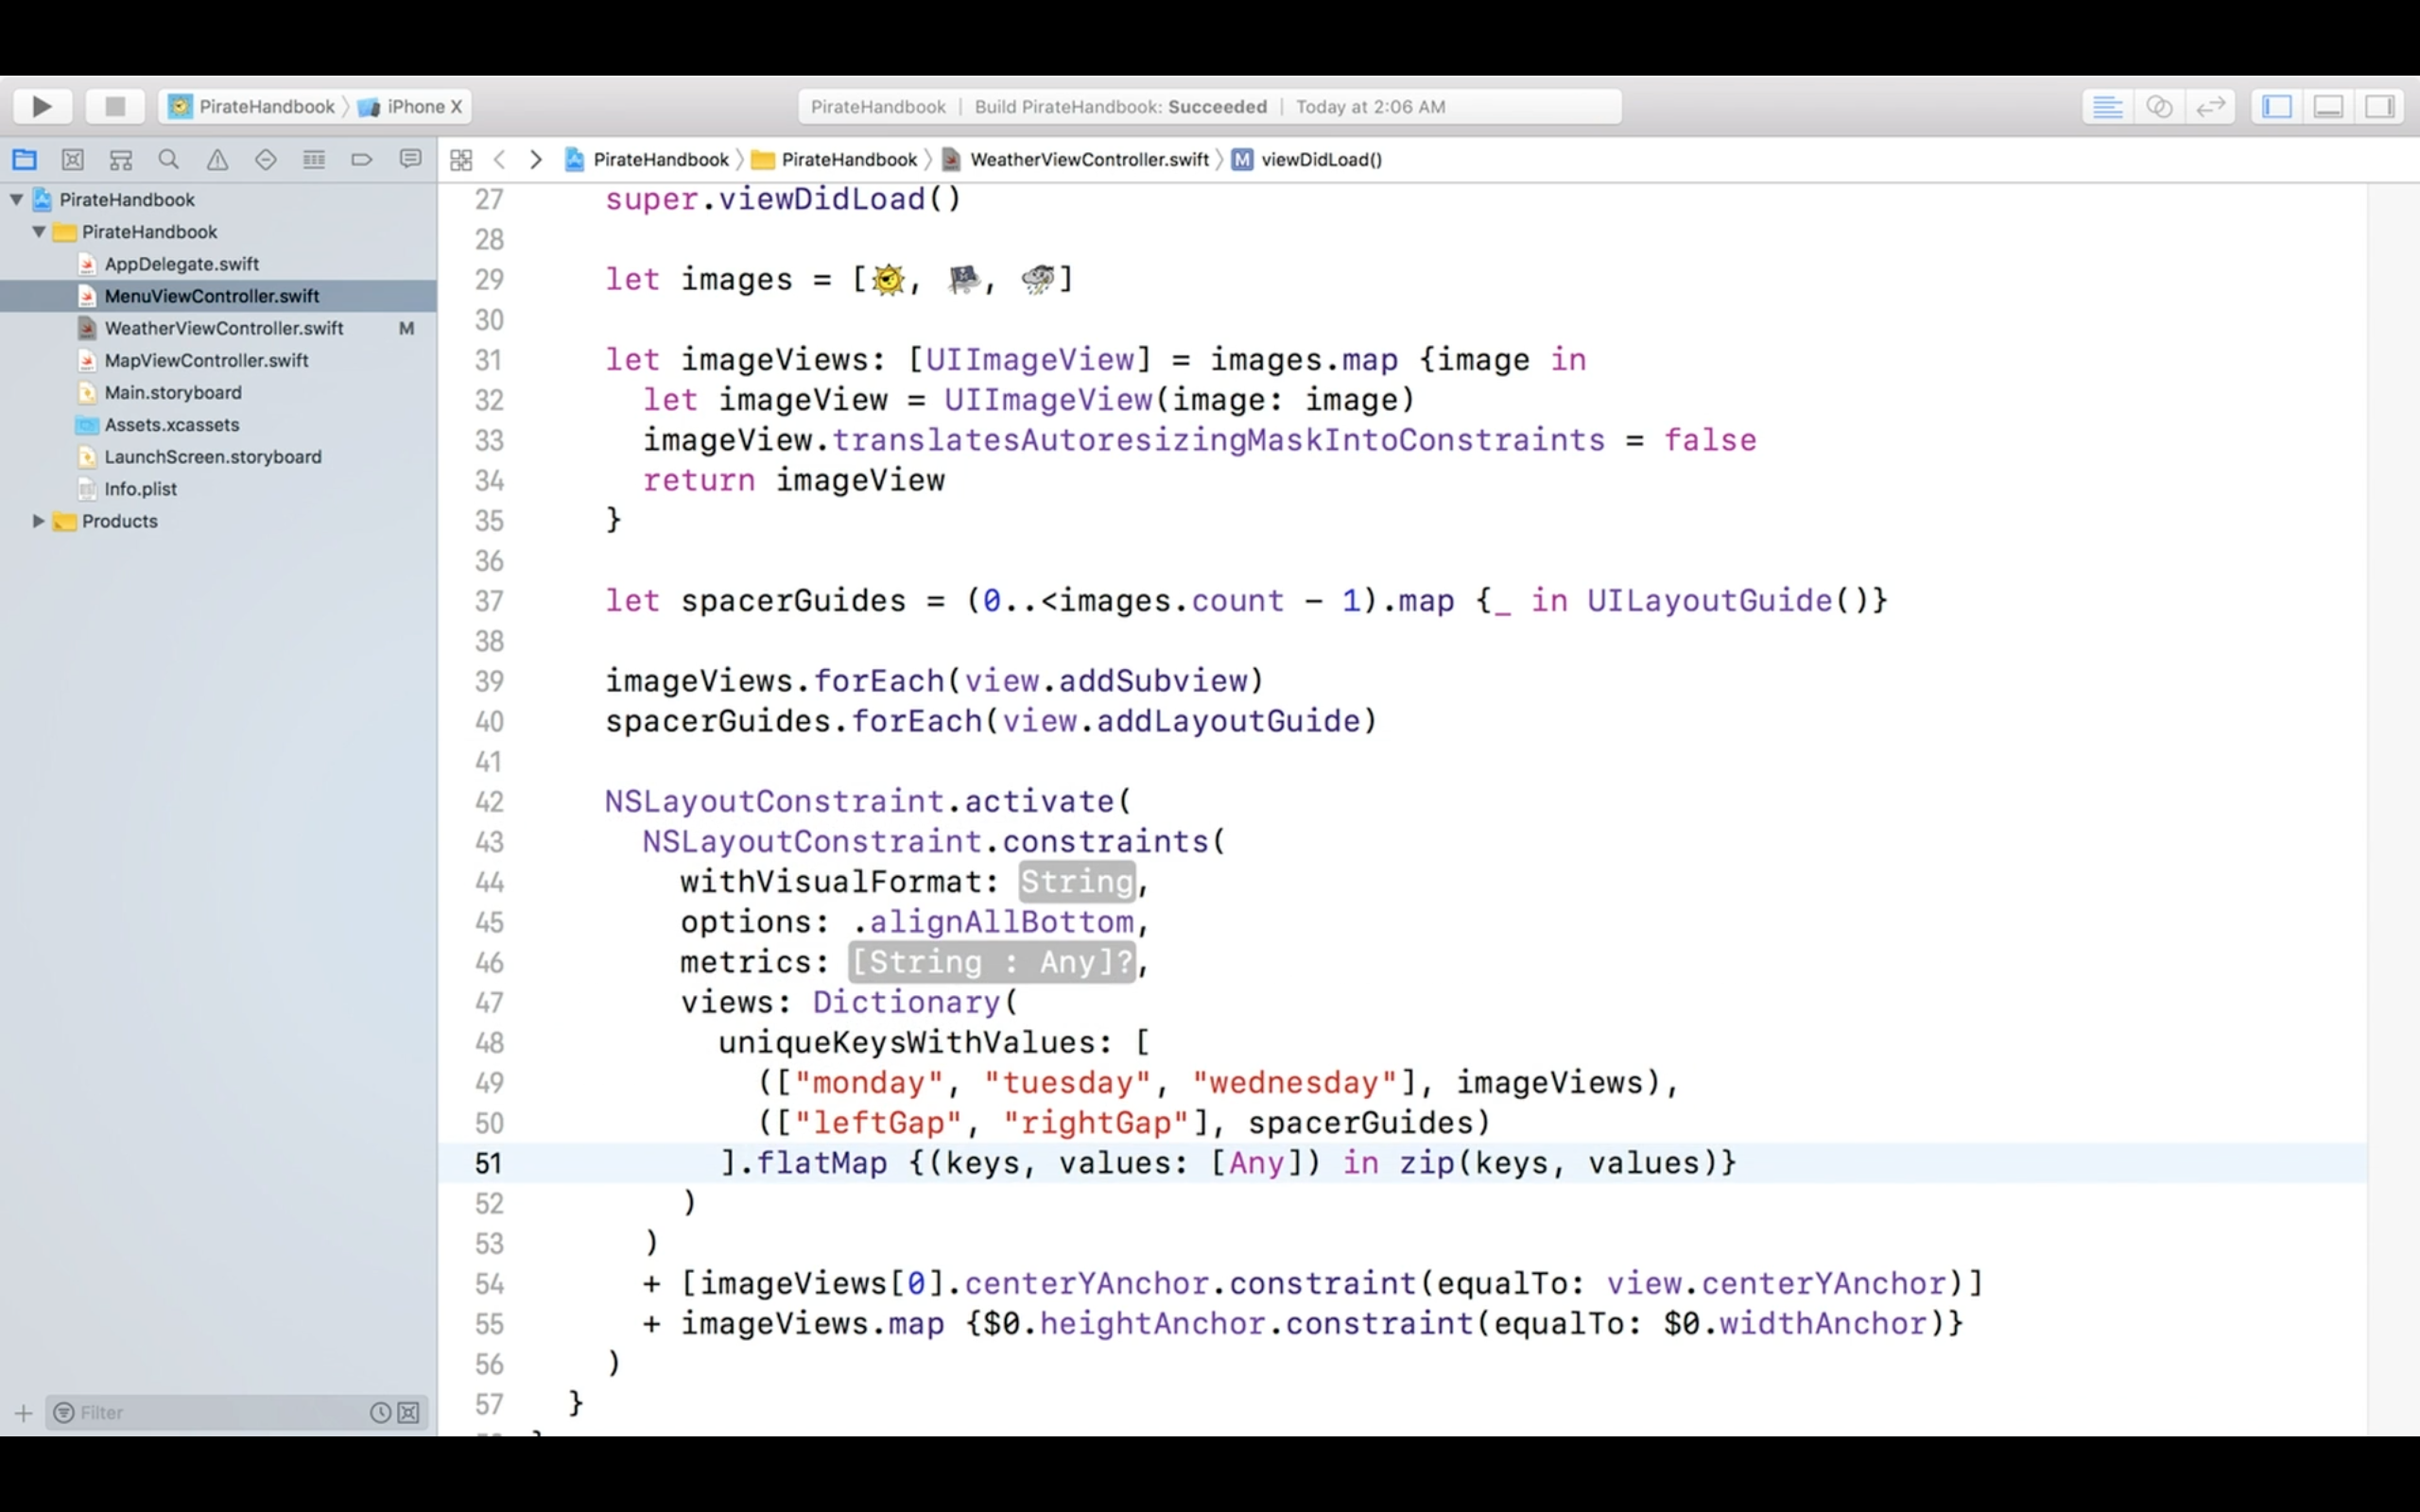 PirateHandbook 〉 iPhone X
PirateHandbook | Build PirateHandbook: Succeeded | Today at 2:06 AM
PirateHandbook 〉 PirateHandbook 〉 WeatherViewController.swift 〉 M viewDidLoad()
PirateHandbook
PirateHandbook
AppDelegate.swift
MenuViewController.swift
WeatherViewController.swift M
MapViewController.swift
Main.storyboard
Assets.xcassets
LaunchScreen.storyboard
Info.plist
Products
Filter
27 super.viewDidLoad()
28
29 let images = [🌞, 🏴‍☠️, ⛈]
30
31 let imageViews: [UIImageView] = images.map {image in
32 let imageView = UIImageView(image: image)
33 imageView.translatesAutoresizingMaskIntoConstraints = false
34 return imageView
35 }
36
37 let spacerGuides = (0..<images.count - 1).map {_ in UILayoutGuide()}
38
39 imageViews.forEach(view.addSubview)
40 spacerGuides.forEach(view.addLayoutGuide)
41
42 NSLayoutConstraint.activate(
43 NSLayoutConstraint.constraints(
44 withVisualFormat: String,
45 options: .alignAllBottom,
46 metrics: [String : Any]?,
47 views: Dictionary(
48 uniqueKeysWithValues: [
49 (["monday", "tuesday", "wednesday"], imageViews),
50 (["leftGap", "rightGap"], spacerGuides)
51 ].flatMap {(keys, values: [Any]) in zip(keys, values)}
52 )
53 )
54 + [imageViews[0].centerYAnchor.constraint(equalTo: view.centerYAnchor)]
55 + imageViews.map {$0.heightAnchor.constraint(equalTo: $0.widthAnchor)}
56 )
57 }